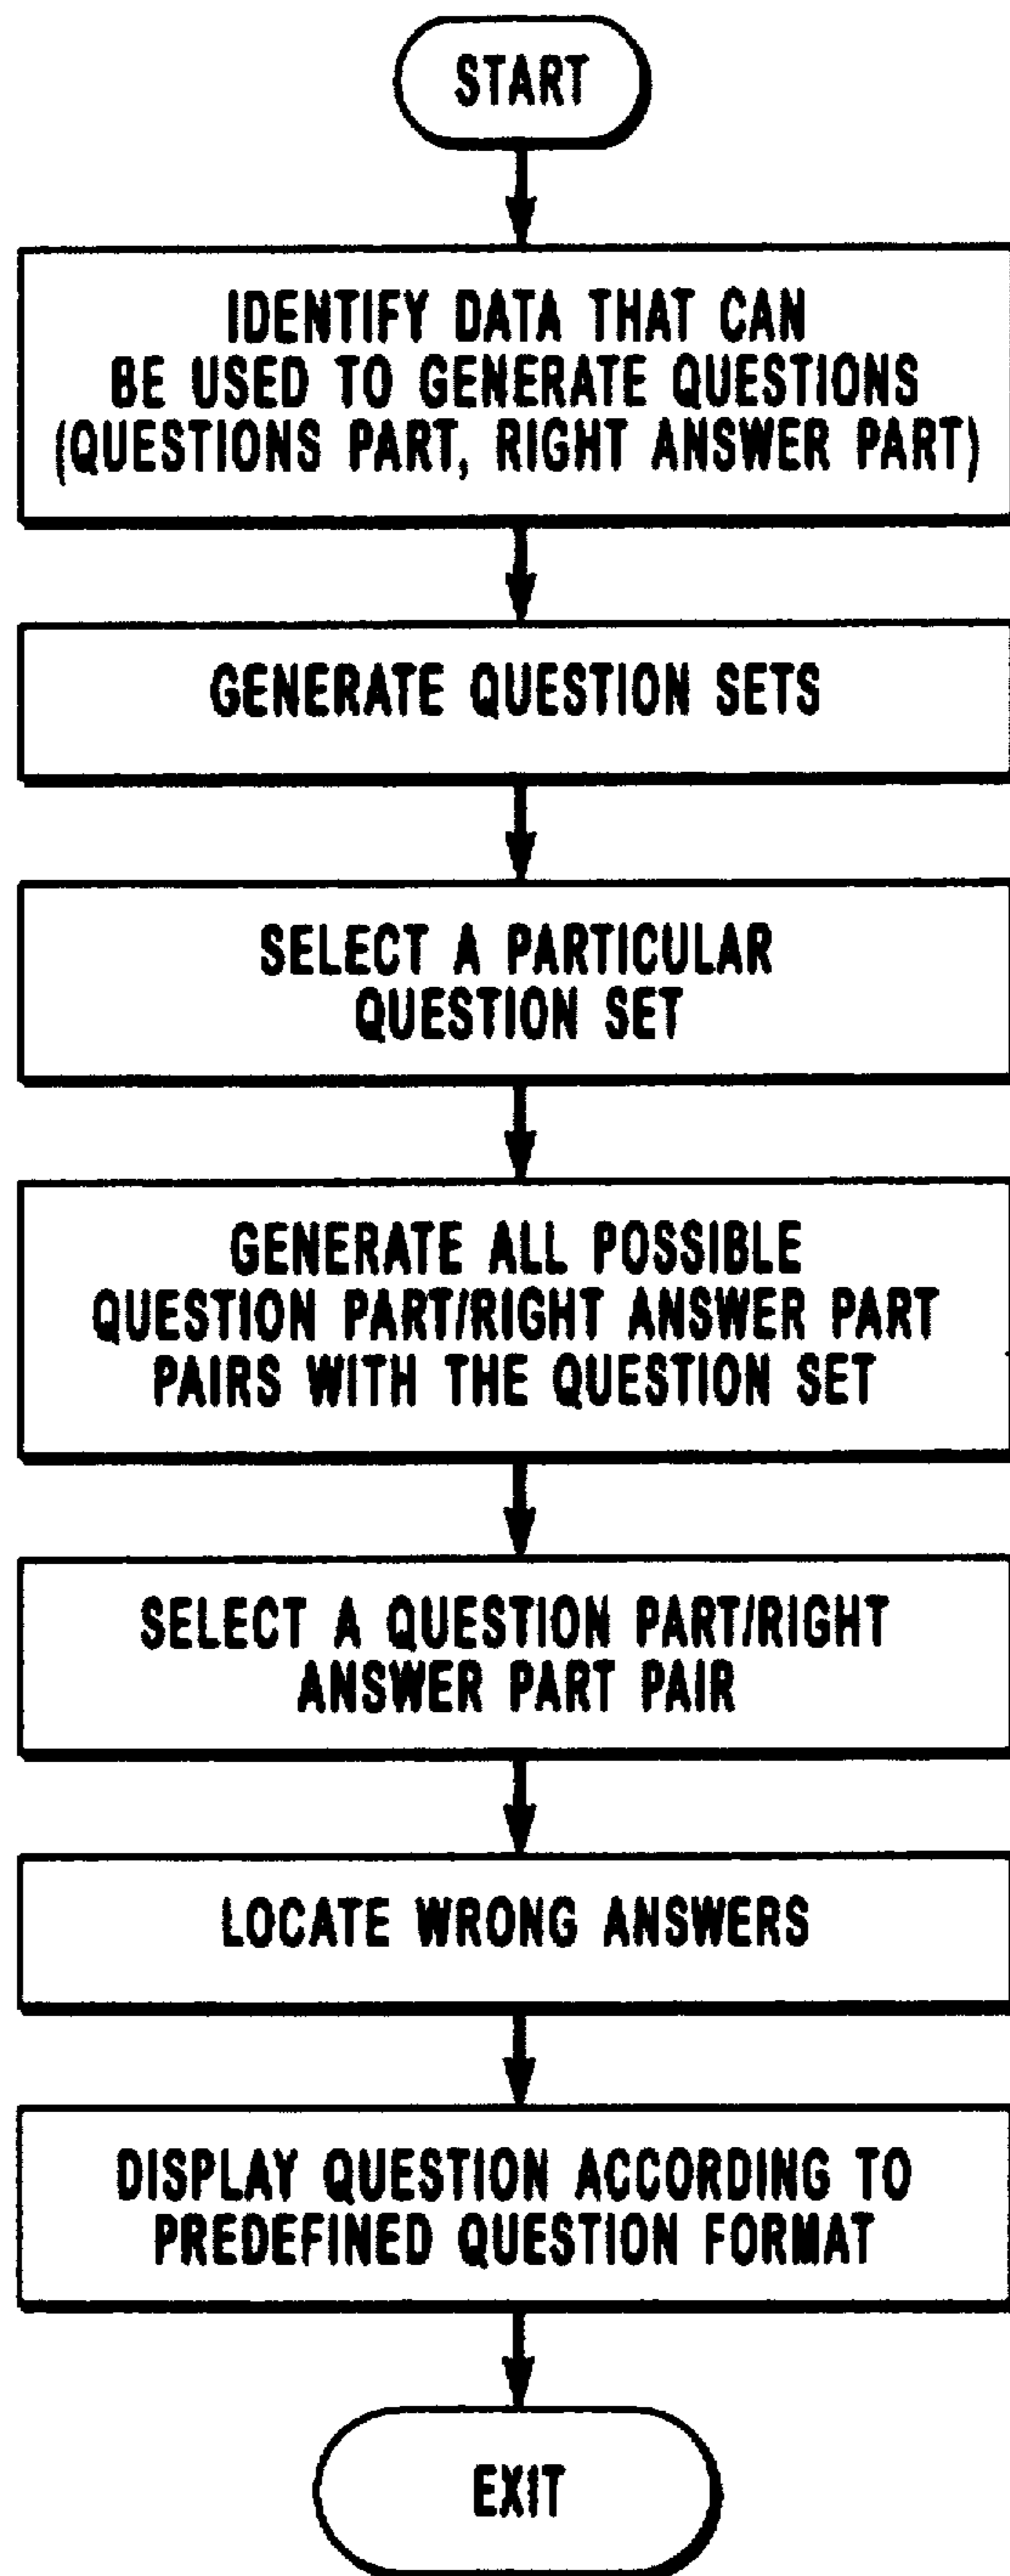 START
IDENTIFY DATA THAT CAN
BE USED TO GENERATE QUESTIONS
(QUESTIONS PART, RIGHT ANSWER PART)
GENERATE QUESTION SETS
SELECT A PARTICULAR
QUESTION SET
GENERATE ALL POSSIBLE
QUESTION PART/RIGHT ANSWER PART
PAIRS WITH THE QUESTION SET
SELECT A QUESTION PART/RIGHT
ANSWER PART PAIR
LOCATE WRONG ANSWERS
DISPLAY QUESTION ACCORDING TO
PREDEFINED QUESTION FORMAT
EXIT